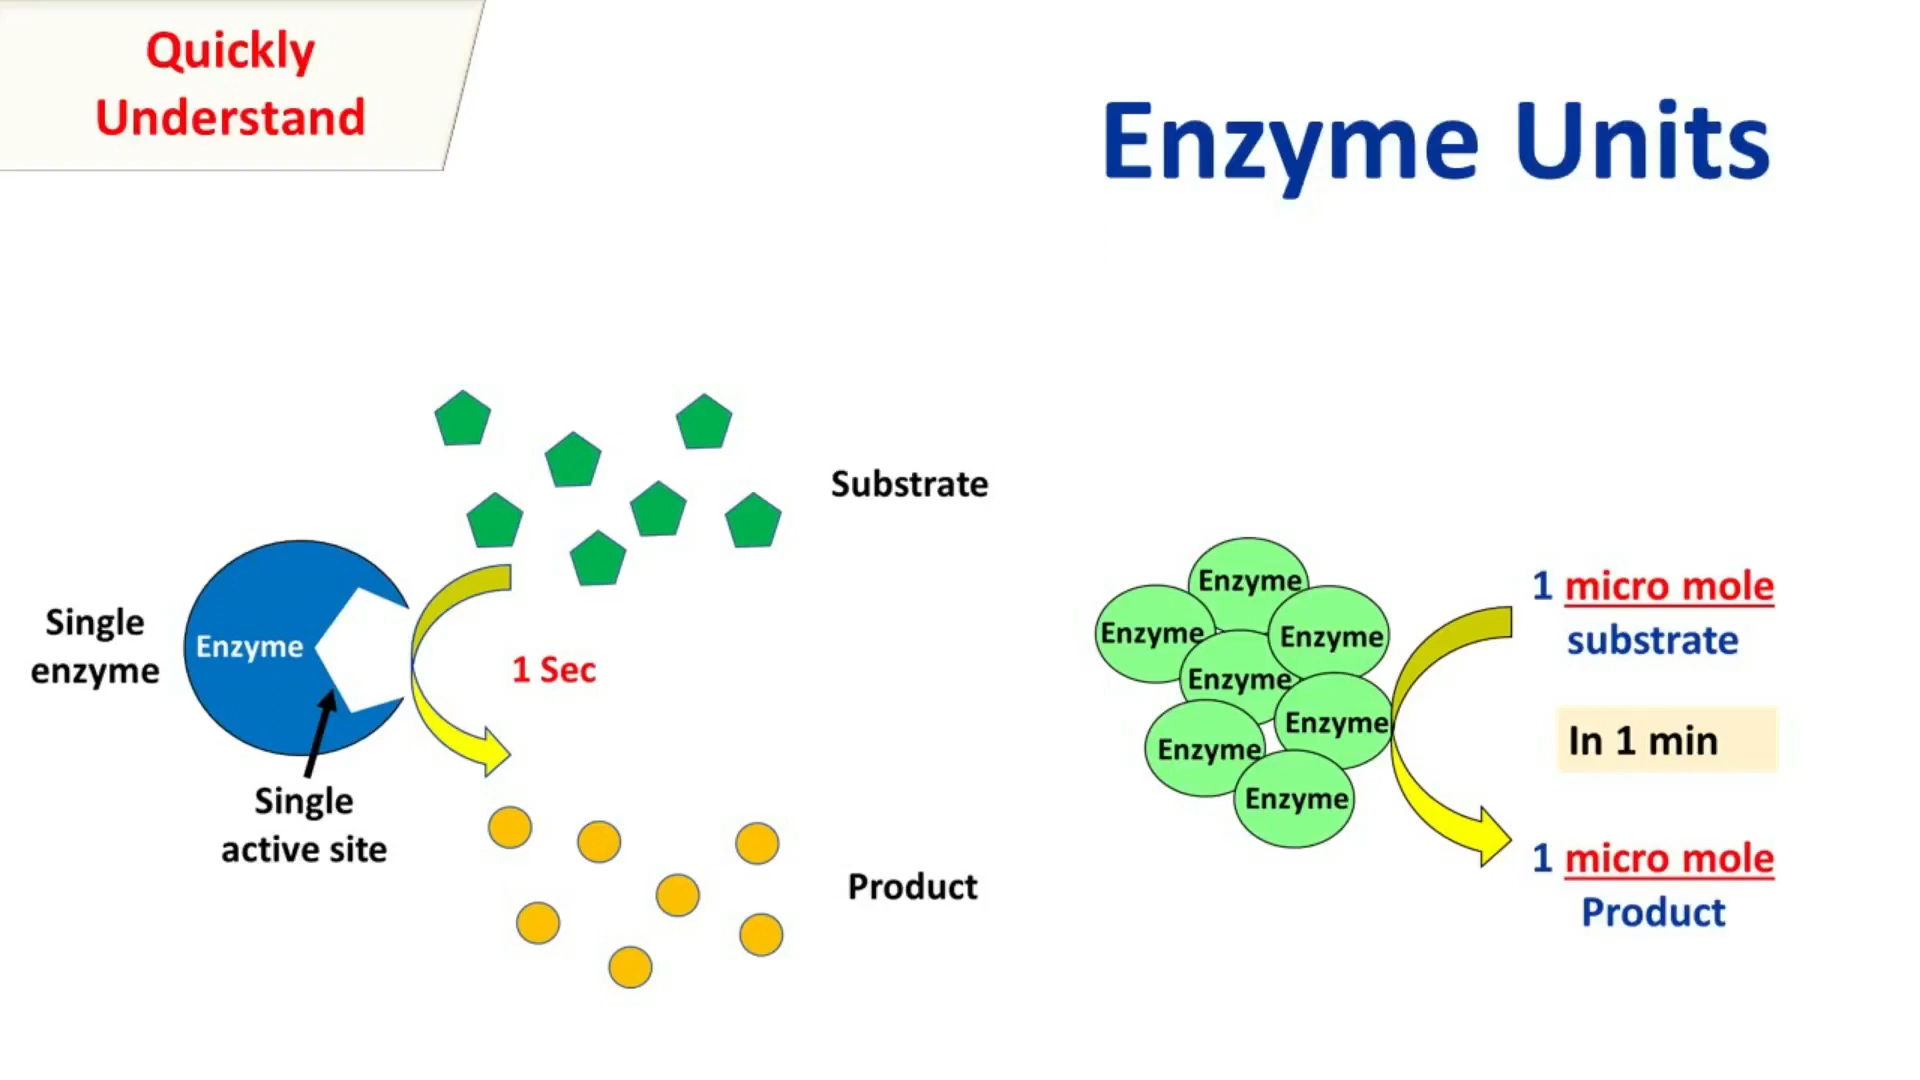 Quickly
Understand
Enzyme Units
Substrate
Single
enzyme
Enzyme
1 Sec
Single
active site
Product
Enzyme
Enzyme
Enzyme
Enzyme
Enzyme
Enzyme
Enzyme
1 micro mole
substrate
In 1 min
1 micro mole
Product